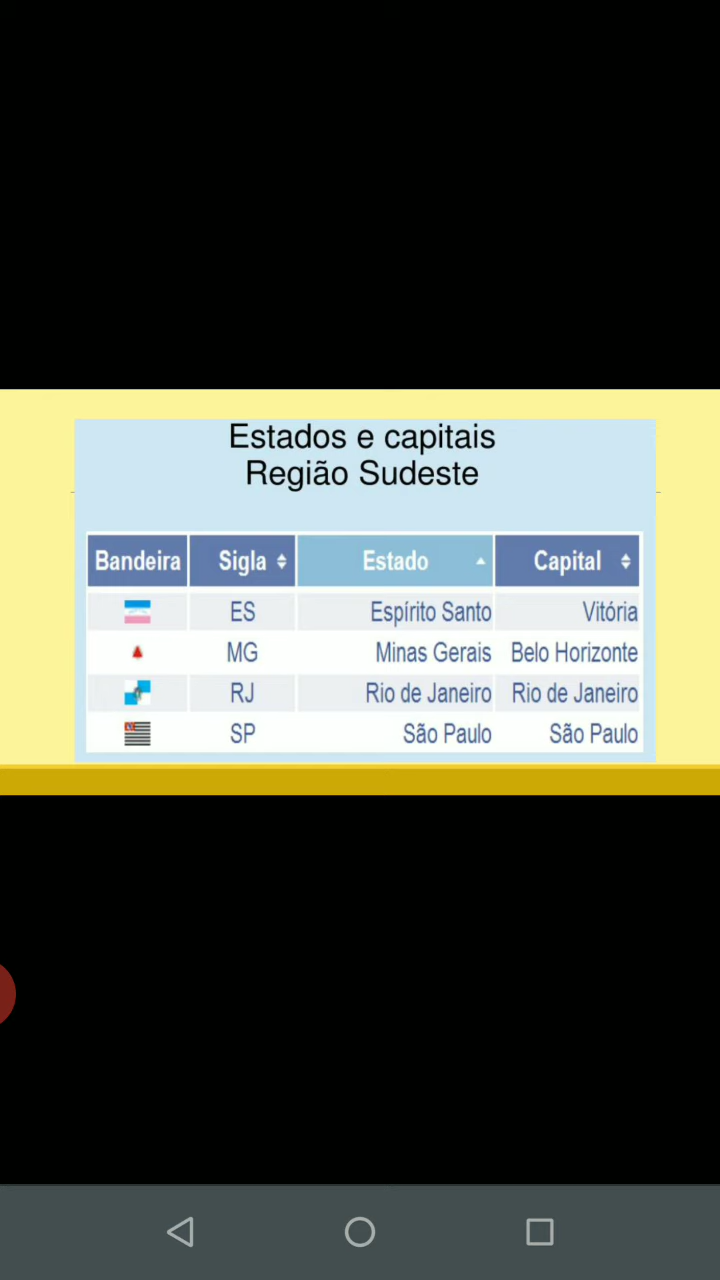 Estados e capitais
Região Sudeste
Bandeira Sigla Estado Capital
ES Espírito Santo Vitória
MG Minas Gerais Belo Horizonte
RJ Rio de Janeiro Rio de Janeiro
SP São Paulo São Paulo